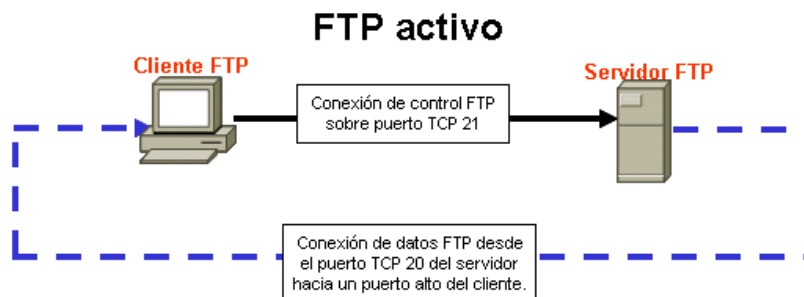 FTP activo
Cliente FTP
Servidor FTP
Conexión de control FTP
sobre puerto TCP 21
Conexión de datos FTP desde
el puerto TCP 20 del servidor
hacia un puerto alto del cliente.